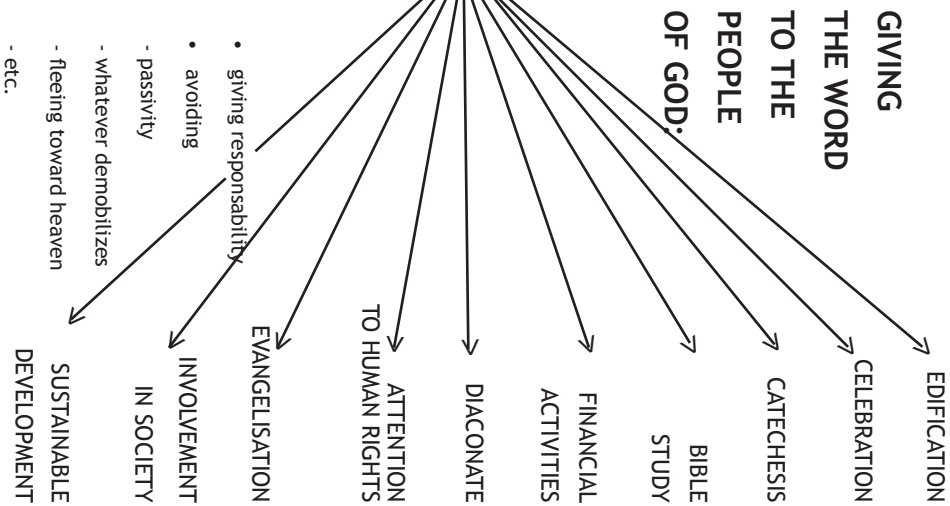 GIVING
THE WORD
TO THE
PEOPLE
OF GOD:
• giving responsability
• avoiding
- passivity
- whatever demobilizes
- fleeing toward heaven
- etc.
EDIFICATION
CELEBRATION
CATECHESIS
BIBLE
STUDY
FINANCIAL
ACTIVITIES
DIACONATE
ATTENTION
TO HUMAN RIGHTS
EVANGELISATION
INVOLVEMENT
IN SOCIETY
SUSTAINABLE
DEVELOPMENT